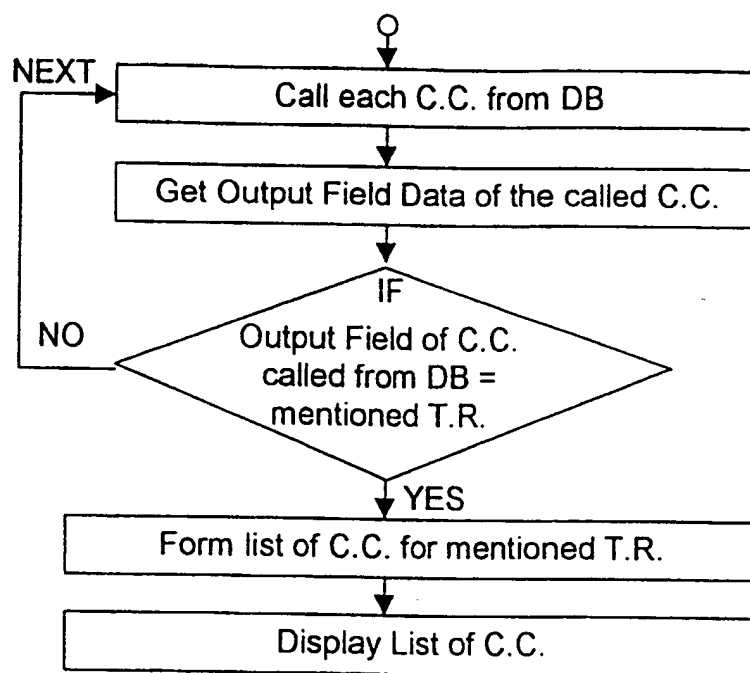 NEXT
Call each C.C. from DB
Get Output Field Data of the called C.C.
IF
Output Field of C.C.
called from DB =
mentioned T.R.
NO
YES
Form list of C.C. for mentioned T.R.
Display List of C.C.